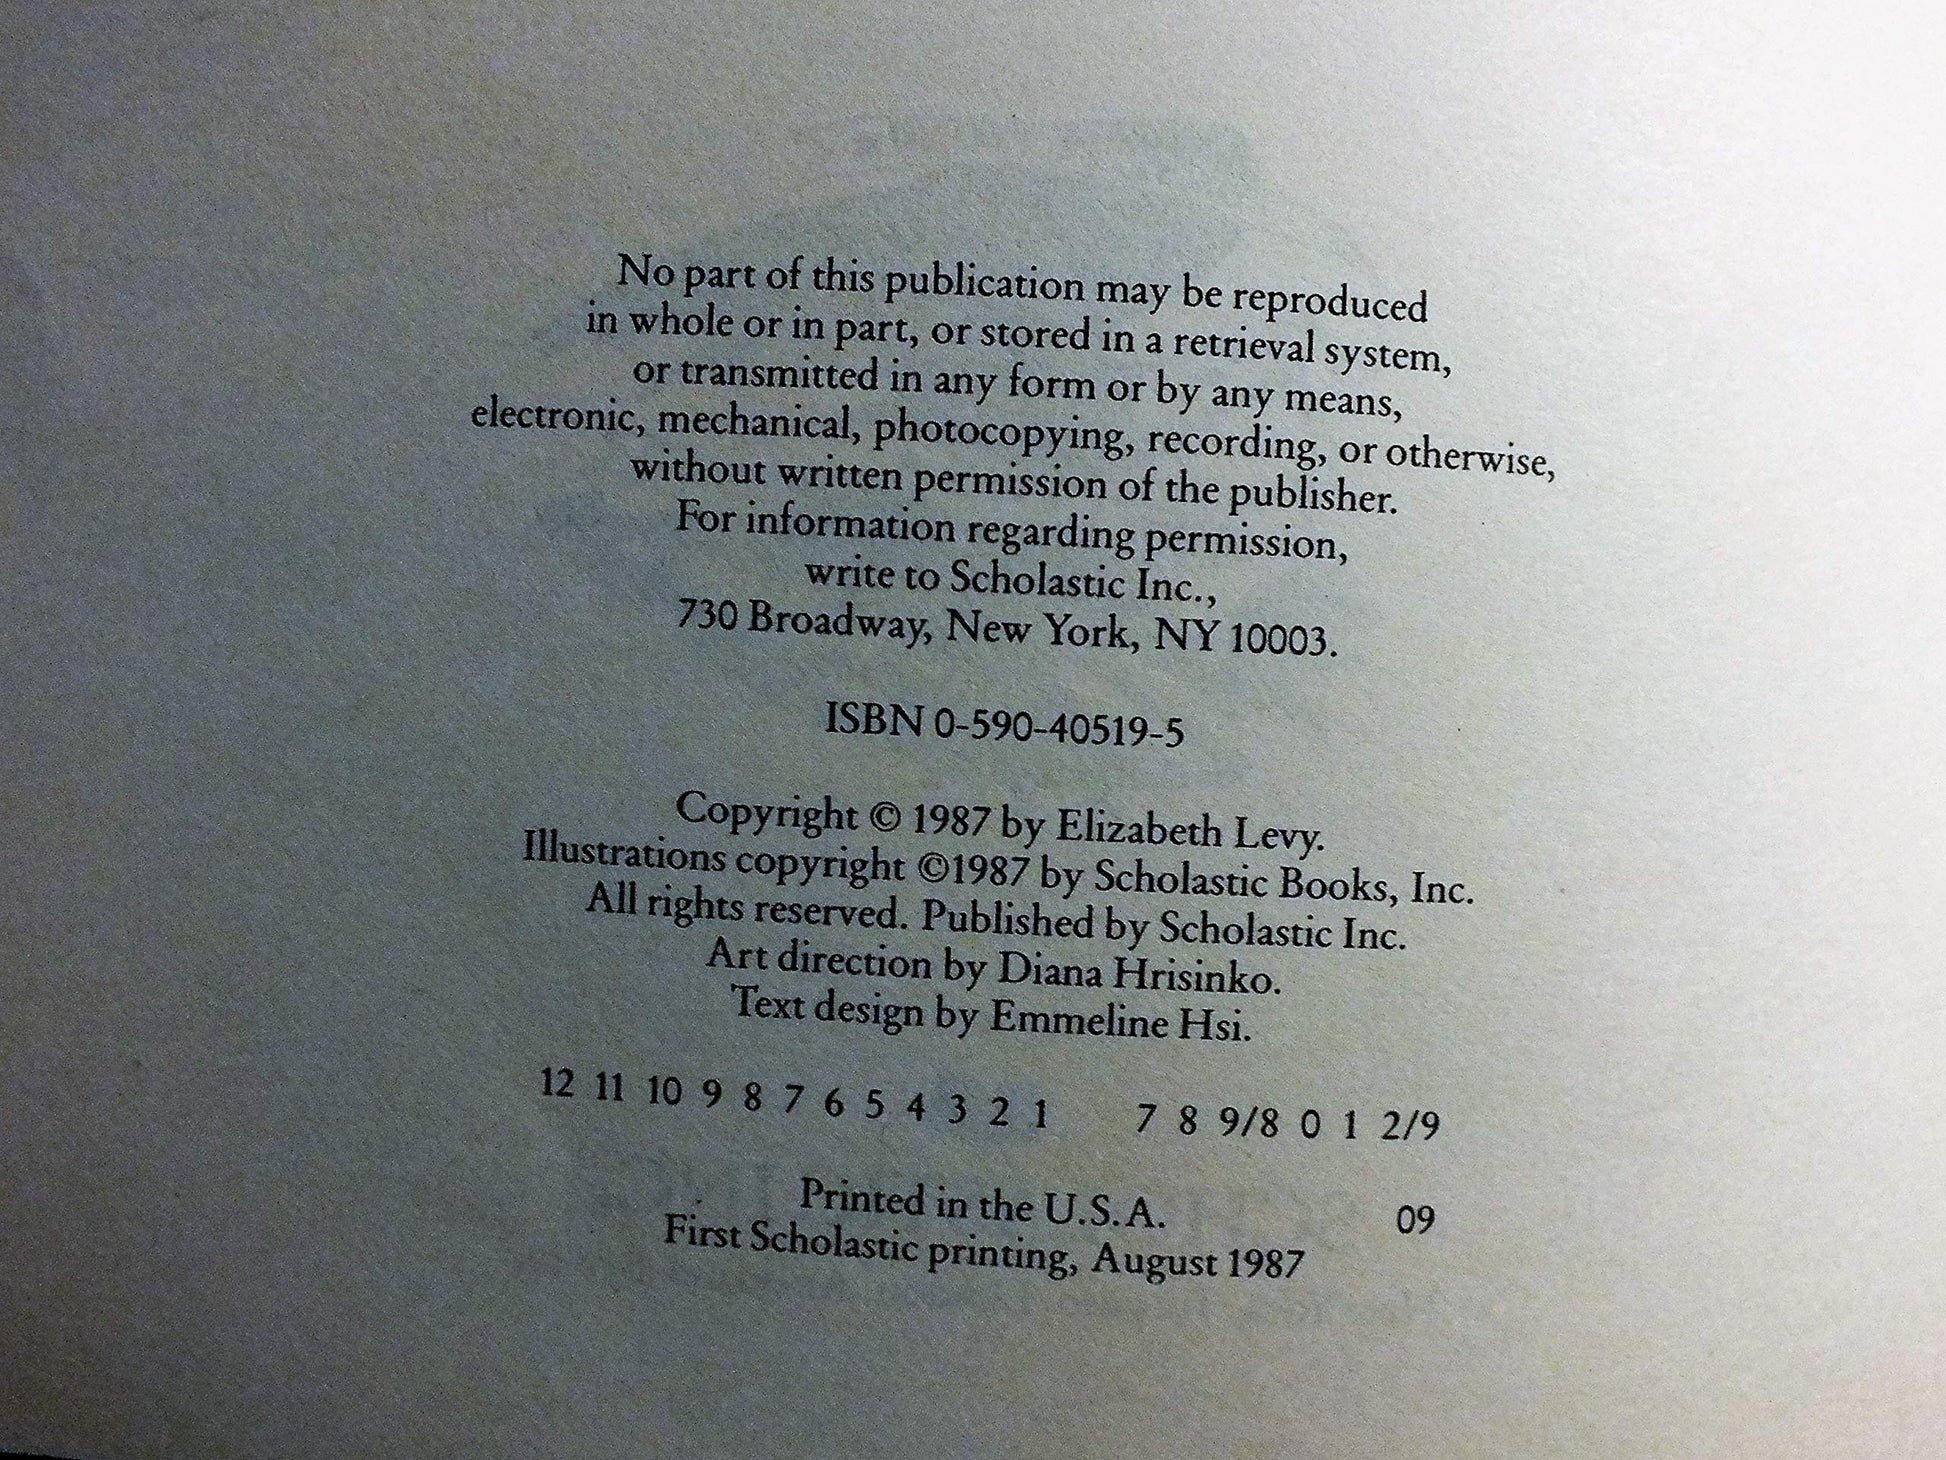 No part of this publication may be reproduced
in whole or in part, or stored in a retrieval system,
or transmitted in any form or by any means,
electronic, mechanical, photocopying, recording, or otherwise,
without written permission of the publisher.
For information regarding permission,
write to Scholastic Inc.,
730 Broadway, New York, NY 10003.
ISBN 0-590-40519-5
Copyright © 1987 by Elizabeth Levy.
Illustrations copyright ©1987 by Scholastic Books, Inc.
All rights reserved. Published by Scholastic Inc.
Art direction by Diana Hrisinko.
Text design by Emmeline Hsi.
12 11 10 9 8 7 6 5 4 3 2 1 7 8 9/8 0 1 2/9
Printed in the U.S.A. 09
First Scholastic printing, August 1987